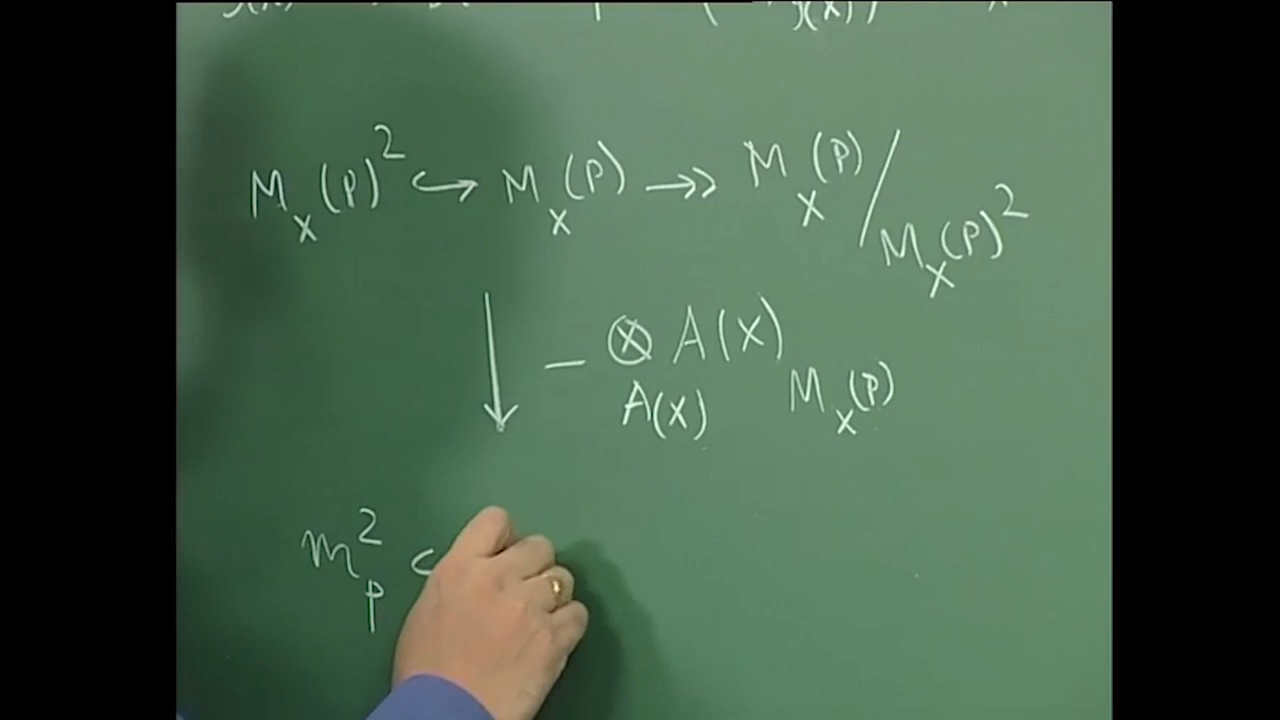 M_X(P)^2 ↪ M_X(P) ↠ M_X(P) / M_X(P)^2
↓ — ⊗_{A(X)} A(X)_{M_X(P)}
m_P^2